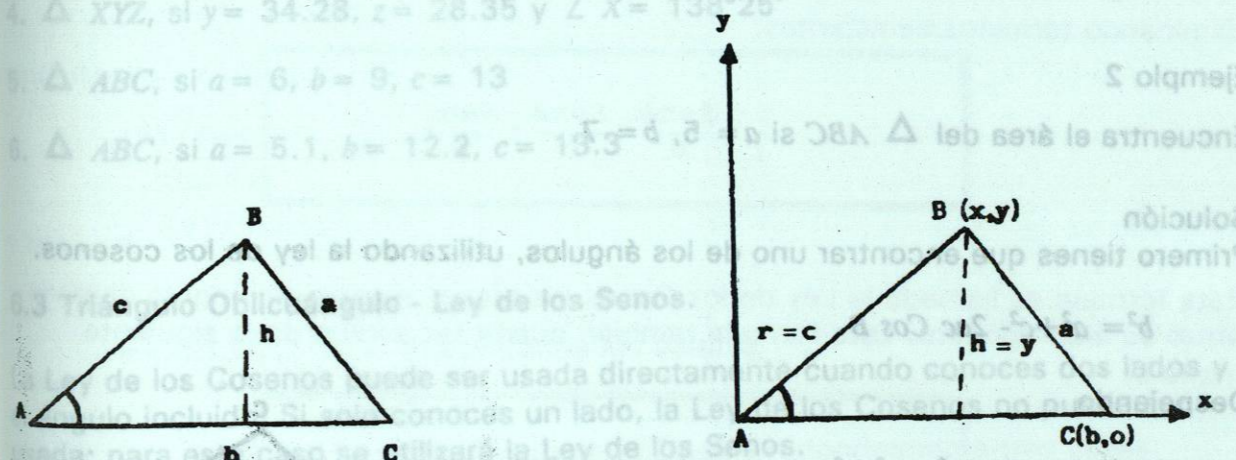 4. △ XYZ, si y = 34.28, z = 28.35 y ∠ X = 138°25'
5. △ ABC, si a = 6, b = 9, c = 13
6. △ ABC, si a = 5.1, b = 12.2, c = 13.3
jemplo 2
ncuentra el área del △ ABC si a = 5, b = 7
Solución
Primero tienes que encontrar uno de los ángulos, utilizando la ley de los cosenos.
b²= a²+c²- 2ac Cos B
6.3 Triángulo Oblicuángulo - Ley de los Senos.
la Ley de los Cosenos puede ser usada directamente cuando conoces dos lados y
ángulo incluido. Si solo conoces un lado, la Ley de los Cosenos no
usada; para este caso se utilizará la Ley de los Senos.
B
c
a
h
A
b
C
y
B (x,y)
r = c
a
h = y
x
A
C(b,o)